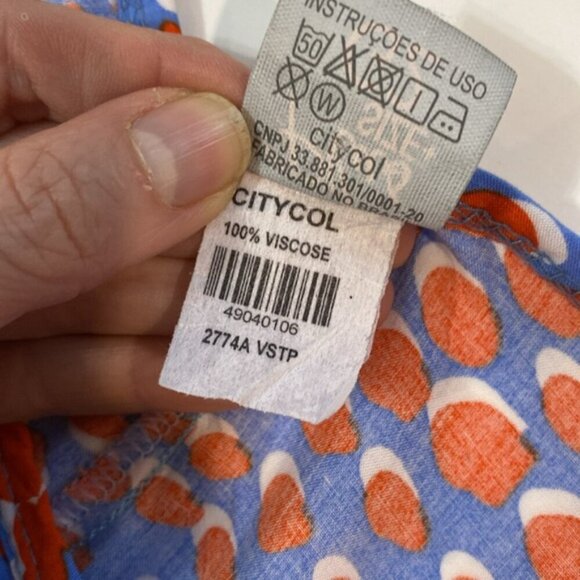 INSTRUÇÕES DE USO
50
W
citycol
CNPJ 33.881.301/0001-20
FABRICADO NO BRASIL
CITYCOL
100% VISCOSE
49040106
2774A VSTP